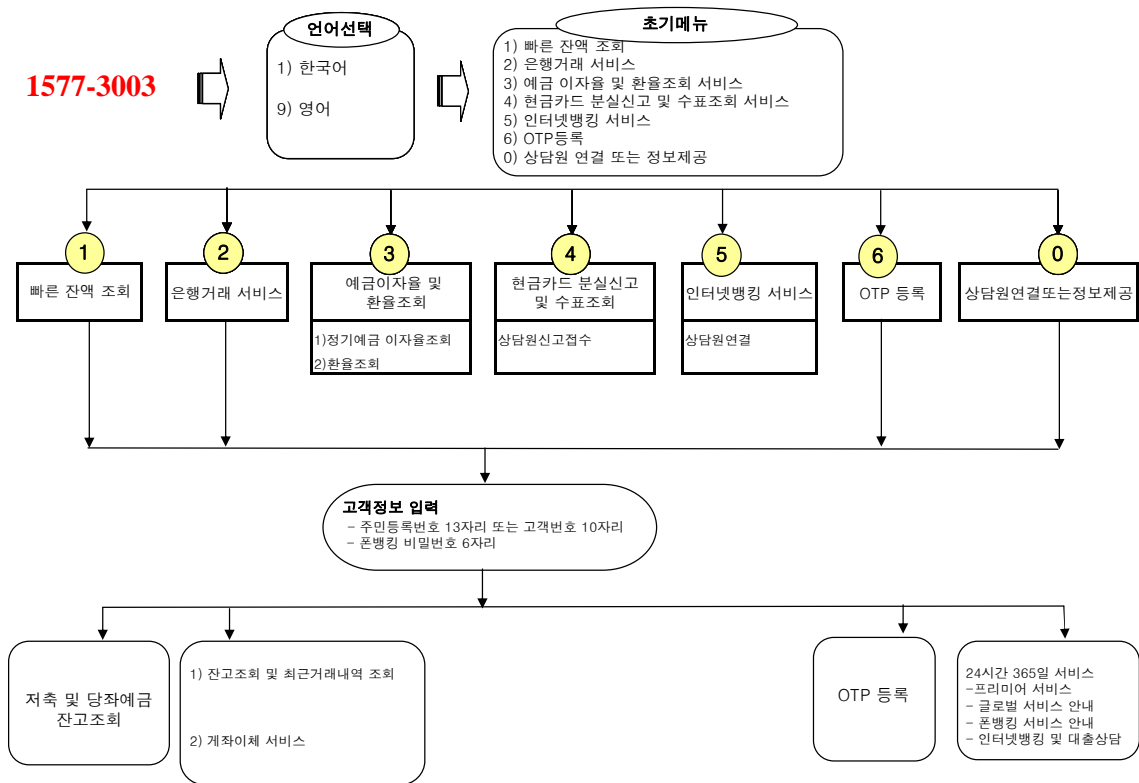 1577-3003
언어선택
1) 한국어
9) 영어
초기메뉴
1) 빠른 잔액 조회
2) 은행거래 서비스
3) 예금 이자율 및 환율조회 서비스
4) 현금카드 분실신고 및 수표조회 서비스
5) 인터넷뱅킹 서비스
6) OTP등록
0) 상담원 연결 또는 정보제공
1
빠른 잔액 조회
2
은행거래 서비스
3
예금이자율 및
환율조회
1)정기예금 이자율조회
2)환율조회
4
현금카드 분실신고
및 수표조회
상담원신고접수
5
인터넷뱅킹 서비스
상담원연결
6
OTP 등록
0
상담원연결또는정보제공
고객정보 입력
- 주민등록번호 13자리 또는 고객번호 10자리
- 폰뱅킹 비밀번호 6자리
저축 및 당좌예금
잔고조회
1) 잔고조회 및 최근거래내역 조회
2) 계좌이체 서비스
OTP 등록
24시간 365일 서비스
-프리미어 서비스
- 글로벌 서비스 안내
- 폰뱅킹 서비스 안내
- 인터넷뱅킹 및 대출상담